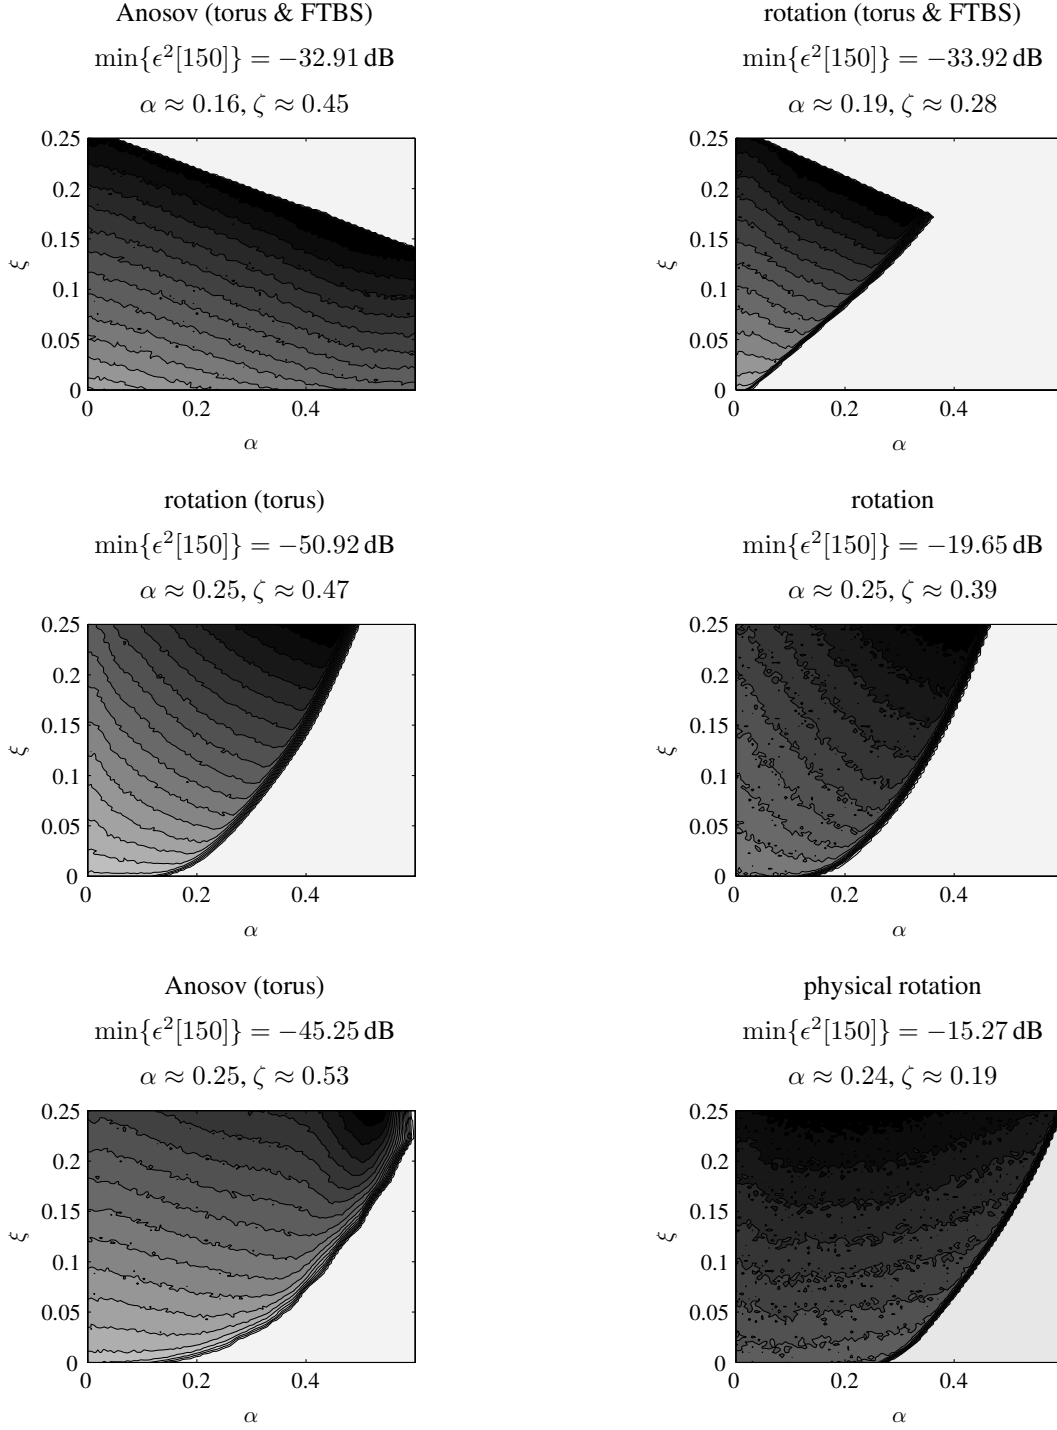 Anosov (torus & FTBS)
min{ϵ²[150]} = −32.91 dB
α ≈ 0.16, ζ ≈ 0.45
0.25
0.2
0.15
0.1
0.05
0
ξ
0 0.2 0.4
α
rotation (torus & FTBS)
min{ϵ²[150]} = −33.92 dB
α ≈ 0.19, ζ ≈ 0.28
0.25
0.2
0.15
0.1
0.05
0
ξ
0 0.2 0.4
α
rotation (torus)
min{ϵ²[150]} = −50.92 dB
α ≈ 0.25, ζ ≈ 0.47
0.25
0.2
0.15
0.1
0.05
0
ξ
0 0.2 0.4
α
rotation
min{ϵ²[150]} = −19.65 dB
α ≈ 0.25, ζ ≈ 0.39
0.25
0.2
0.15
0.1
0.05
0
ξ
0 0.2 0.4
α
Anosov (torus)
min{ϵ²[150]} = −45.25 dB
α ≈ 0.25, ζ ≈ 0.53
0.25
0.2
0.15
0.1
0.05
0
ξ
0 0.2 0.4
α
physical rotation
min{ϵ²[150]} = −15.27 dB
α ≈ 0.24, ζ ≈ 0.19
0.25
0.2
0.15
0.1
0.05
0
ξ
0 0.2 0.4
α